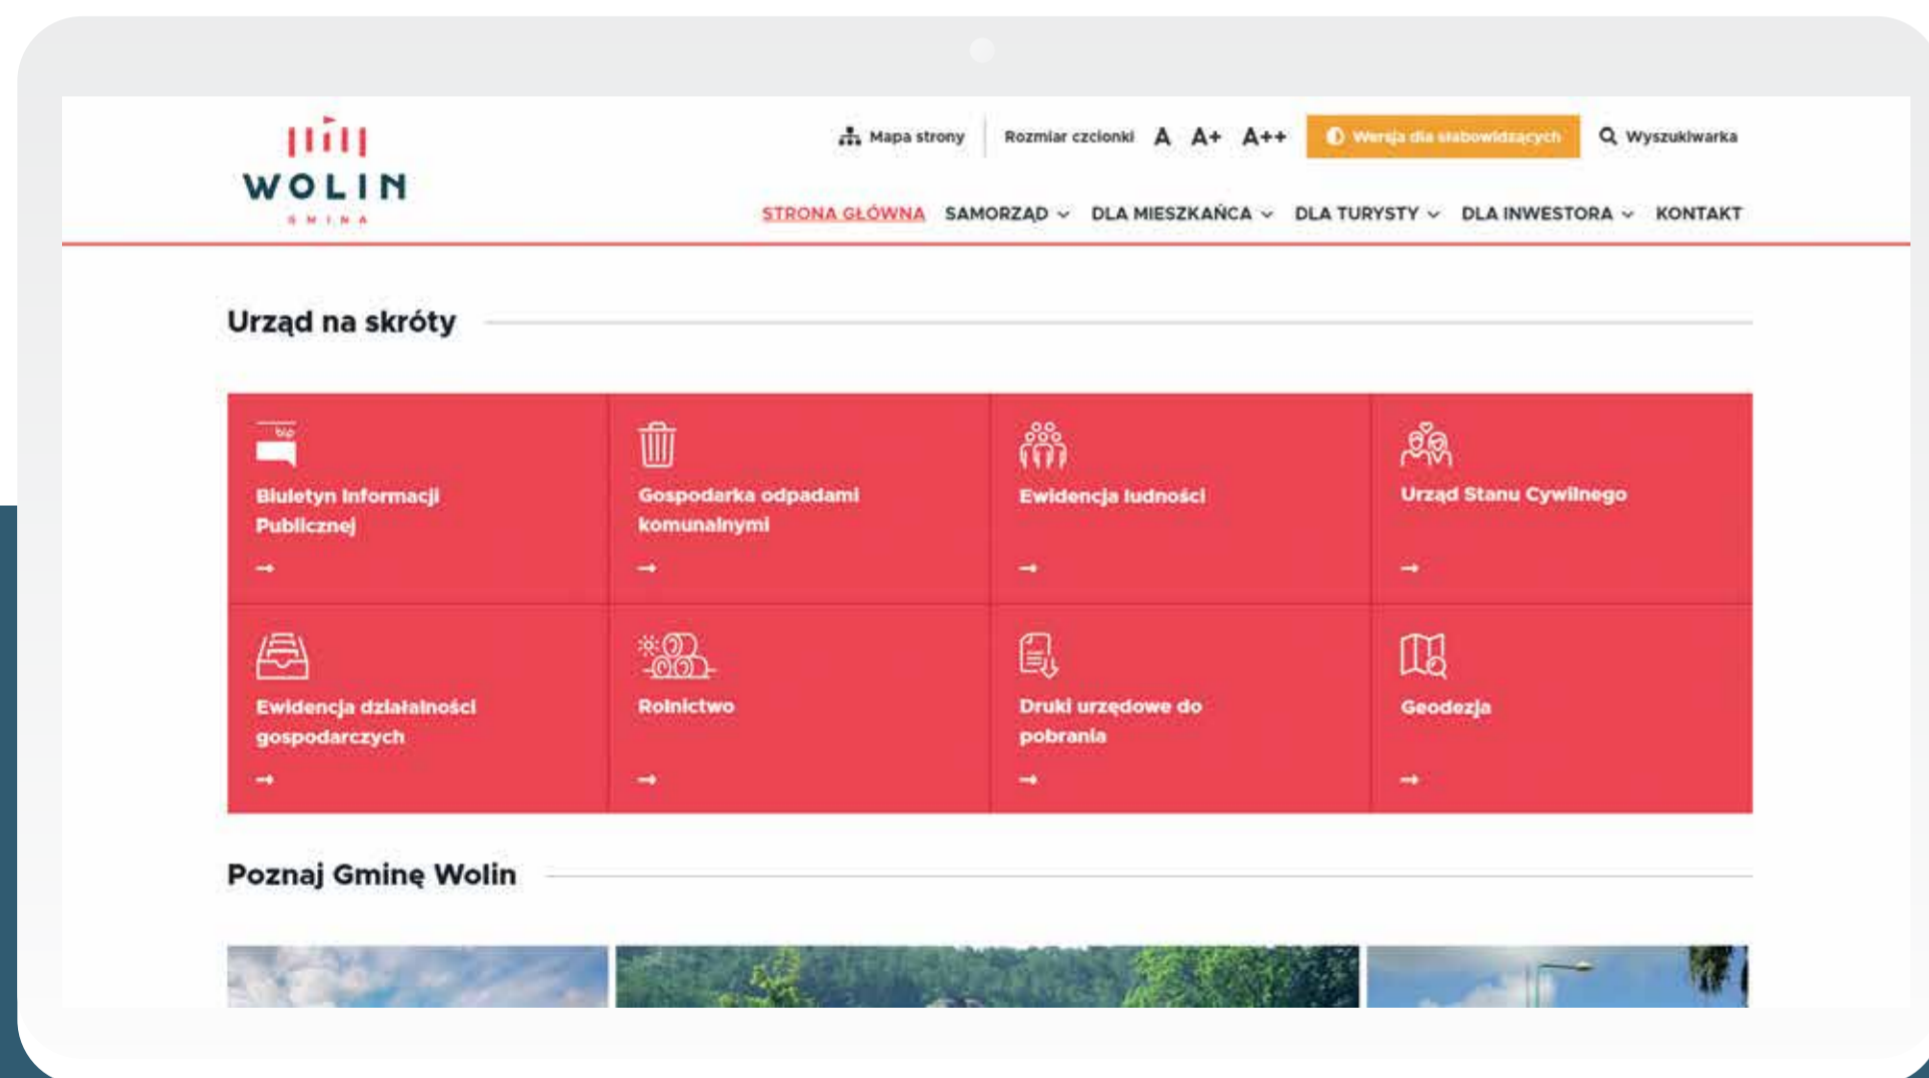 WOLIN
GMINA
Mapa strony Rozmiar czcionki A A+ A++ Wersja dla słabowidzących Wyszukiwarka
STRONA GŁÓWNA SAMORZĄD DLA MIESZKAŃCA DLA TURYSTY DLA INWESTORA KONTAKT
Urząd na skróty
bip
Biuletyn Informacji
Publicznej
Gospodarka odpadami
komunalnymi
Ewidencja ludności
Urząd Stanu Cywilnego
Ewidencja działalności
gospodarczych
Rolnictwo
Druki urzędowe do
pobrania
Geodezja
Poznaj Gminę Wolin